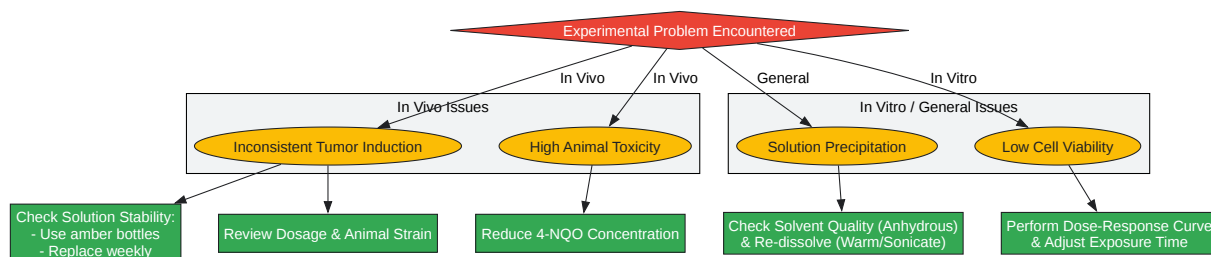 Experimental Problem Encountered
In Vivo
In Vivo
General
In Vitro
In Vivo Issues
In Vitro / General Issues
Inconsistent Tumor Induction
High Animal Toxicity
Solution Precipitation
Low Cell Viability
Check Solution Stability:
- Use amber bottles
- Replace weekly
Review Dosage & Animal Strain
Reduce 4-NQO Concentration
Check Solvent Quality (Anhydrous)
& Re-dissolve (Warm/Sonicate)
Perform Dose-Response Curve
& Adjust Exposure Time